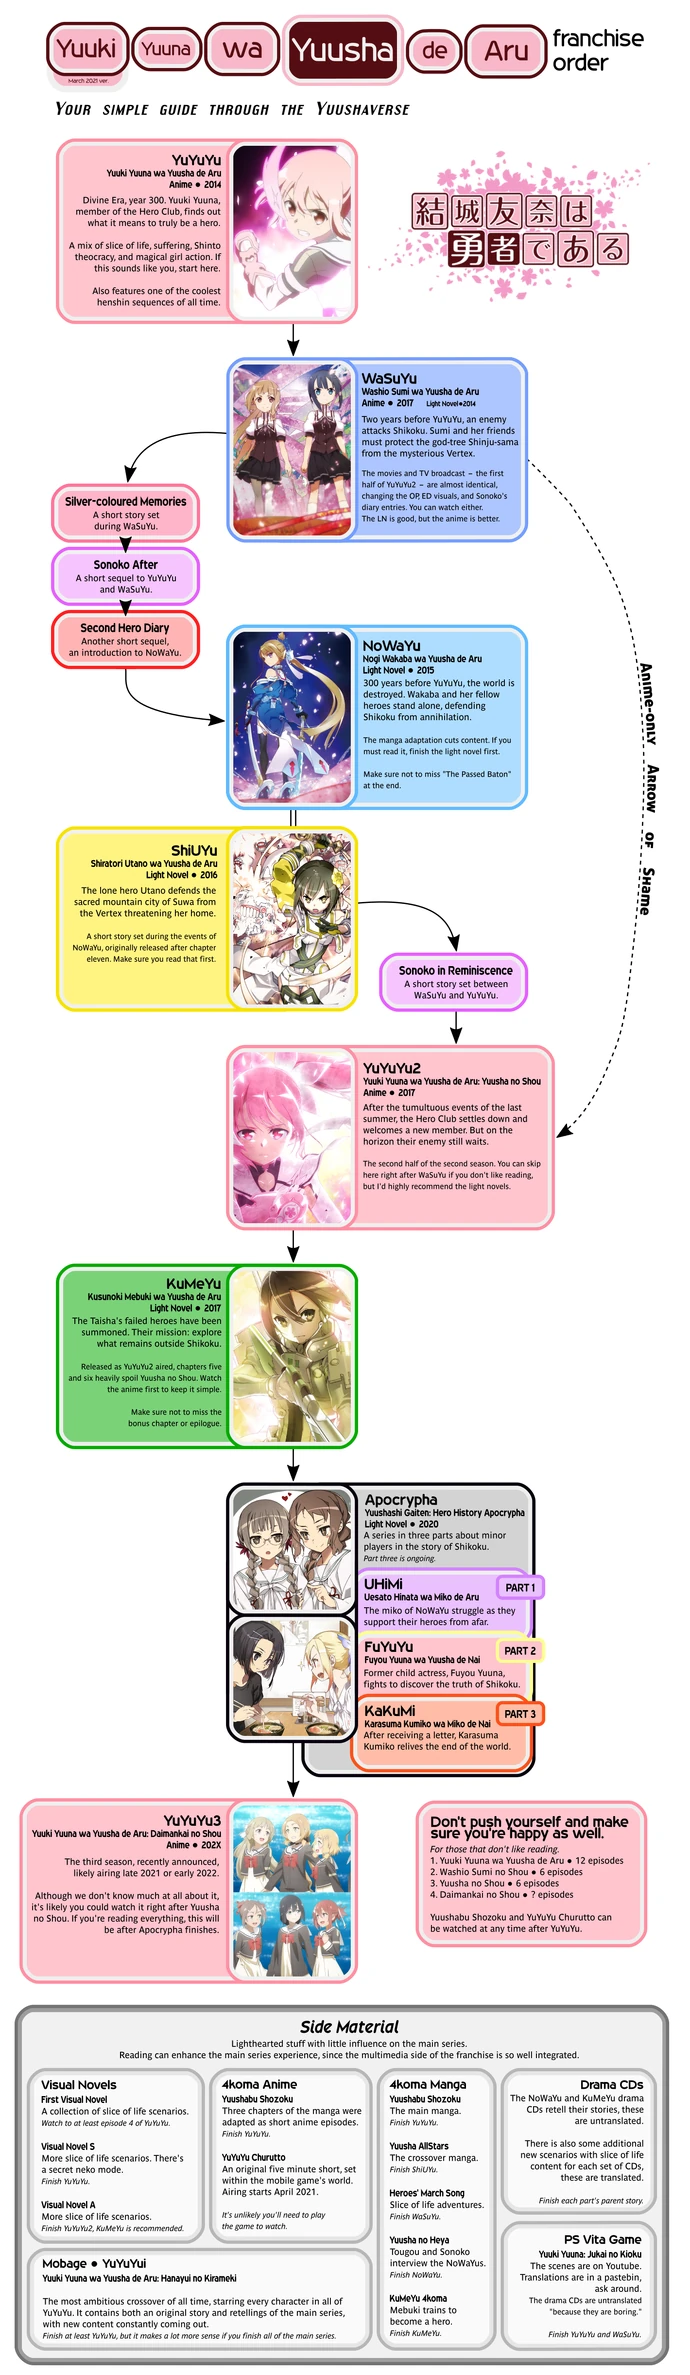 Yuuki Yuuna wa Yuusha de Aru franchise
order
March 2021 ver.
Your simple guide through the Yuushaverse
YuYuYu
Yuuki Yuuna wa Yuusha de Aru
Anime ● 2014
Divine Era, year 300. Yuuki Yuuna,
member of the Hero Club, finds out
what it means to truly be a hero.
A mix of slice of life, suffering, Shinto
theocracy, and magical girl action. If
this sounds like you, start here.
Also features one of the coolest
henshin sequences of all time.
結城友奈は
勇者である
WaSuYu
Washio Sumi wa Yuusha de Aru
Anime ● 2017 Light Novel●2014
Two years before YuYuYu, an enemy
attacks Shikoku. Sumi and her friends
must protect the god-tree Shinju-sama
from the mysterious Vertex.
The movies and TV broadcast – the first
half of YuYuYu2 – are almost identical,
changing the OP, ED visuals, and Sonoko's
diary entries. You can watch either.
The LN is good, but the anime is better.
Silver-coloured Memories
A short story set
during WaSuYu.
Sonoko After
A short sequel to YuYuYu
and WaSuYu.
Second Hero Diary
Another short sequel,
an introduction to NoWaYu.
NoWaYu
Nogi Wakaba wa Yuusha de Aru
Light Novel ● 2015
300 years before YuYuYu, the world is
destroyed. Wakaba and her fellow
heroes stand alone, defending
Shikoku from annihilation.
The manga adaptation cuts content. If you
must read it, finish the light novel first.
Make sure not to miss "The Passed Baton"
at the end.
Anime-only Arrow of Shame
ShiUYu
Shiratori Utano wa Yuusha de Aru
Light Novel ● 2016
The lone hero Utano defends the
sacred mountain city of Suwa from
the Vertex threatening her home.
A short story set during the events of
NoWaYu, originally released after chapter
eleven. Make sure you read that first.
Sonoko in Reminiscence
A short story set between
WaSuYu and YuYuYu.
YuYuYu2
Yuuki Yuuna wa Yuusha de Aru: Yuusha no Shou
Anime ● 2017
After the tumultuous events of the last
summer, the Hero Club settles down and
welcomes a new member. But on the
horizon their enemy still waits.
The second half of the second season. You can skip
here right after WaSuYu if you don't like reading,
but I'd highly recommend the light novels.
KuMeYu
Kusunoki Mebuki wa Yuusha de Aru
Light Novel ● 2017
The Taisha's failed heroes have been
summoned. Their mission: explore
what remains outside Shikoku.
Released as YuYuYu2 aired, chapters five
and six heavily spoil Yuusha no Shou. Watch
the anime first to keep it simple.
Make sure not to miss the
bonus chapter or epilogue.
Apocrypha
Yuushashi Gaiten: Hero History Apocrypha
Light Novel ● 2020
A series in three parts about minor
players in the story of Shikoku.
Part three is ongoing.
UHiMi
PART 1
Uesato Hinata wa Miko de Aru
The miko of NoWaYu struggle as they
support their heroes from afar.
FuYuYu
PART 2
Fuyou Yuuna wa Yuusha de Nai
Former child actress, Fuyou Yuuna,
fights to discover the truth of Shikoku.
KaKuMi
PART 3
Karasuma Kumiko wa Miko de Nai
After receiving a letter, Karasuma
Kumiko relives the end of the world.
YuYuYu3
Yuuki Yuuna wa Yuusha de Aru: Daimankai no Shou
Anime ● 202X
The third season, recently announced,
likely airing late 2021 or early 2022.
Although we don't know much at all about it,
it's likely you could watch it right after Yuusha
no Shou. If you're reading everything, this will
be after Apocrypha finishes.
Don't push yourself and make
sure you're happy as well.
For those that don't like reading.
1. Yuuki Yuuna wa Yuusha de Aru ● 12 episodes
2. Washio Sumi no Shou ● 6 episodes
3. Yuusha no Shou ● 6 episodes
4. Daimankai no Shou ● ? episodes
Yuushabu Shozoku and YuYuYu Churutto can
be watched at any time after YuYuYu.
Side Material
Lighthearted stuff with little influence on the main series.
Reading can enhance the main series experience, since the multimedia side of the franchise is so well integrated.
Visual Novels
First Visual Novel
A collection of slice of life scenarios.
Watch to at least episode 4 of YuYuYu.
Visual Novel S
More slice of life scenarios. There's
a secret neko mode.
Finish YuYuYu.
Visual Novel A
More slice of life scenarios.
Finish YuYuYu2, KuMeYu is recommended.
4koma Anime
Yuushabu Shozoku
Three chapters of the manga were
adapted as short anime episodes.
Finish YuYuYu.
YuYuYu Churutto
An original five minute short, set
within the mobile game's world.
Airing starts April 2021.
It's unlikely you'll need to play
the game to watch.
4koma Manga
Yuushabu Shozoku
The main manga.
Finish YuYuYu.
Yuusha AllStars
The crossover manga.
Finish ShiUYu.
Heroes' March Song
Slice of life adventures.
Finish WaSuYu.
Yuusha no Heya
Tougou and Sonoko
interview the NoWaYus.
Finish NoWaYu.
KuMeYu 4koma
Mebuki trains to
become a hero.
Finish KuMeYu.
Drama CDs
The NoWaYu and KuMeYu drama
CDs retell their stories, these
are untranslated.
There is also some additional
new scenarios with slice of life
content for each set of CDs,
these are translated.
Finish each part's parent story.
PS Vita Game
Yuuki Yuuna: Jukai no Kioku
The scenes are on Youtube.
Translations are in a pastebin,
ask around.
The drama CDs are untranslated
"because they are boring."
Finish YuYuYu and WaSuYu.
Mobage ● YuYuYui
Yuuki Yuuna wa Yuusha de Aru: Hanayui no Kirameki
The most ambitious crossover of all time, starring every character in all of
YuYuYu. It contains both an original story and retellings of the main series,
with new content constantly coming out.
Finish at least YuYuYu, but it makes a lot more sense if you finish all of the main series.